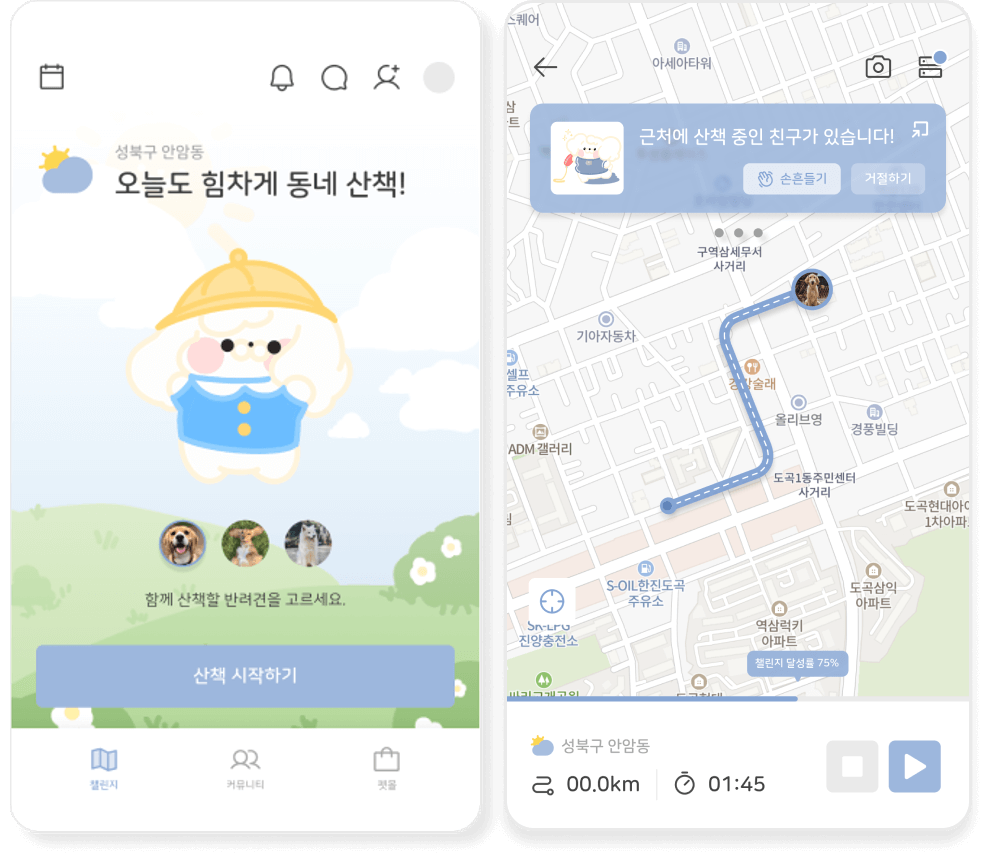 성북구 안암동
오늘도 힘차게 동네 산책!
함께 산책할 반려견을 고르세요.
산책 시작하기
챌린지
커뮤니티
펫몰
스퀘어
아세아타워
근처에 산책 중인 친구가 있습니다!
손흔들기
거절하기
구역삼세무서
사거리
기아자동차
셀프
주유소
술래
올리브영
경풍빌딩
ADM 갤러리
도곡1동주민센터
사거리
도곡현대아
1차아파.
S-OIL한진도곡
주유소
도곡삼익
아파트
역삼럭키
아파트
SK-LPG
진양충전소
챌린지 달성률 75%
성북구 안암동
00.0km
01:45